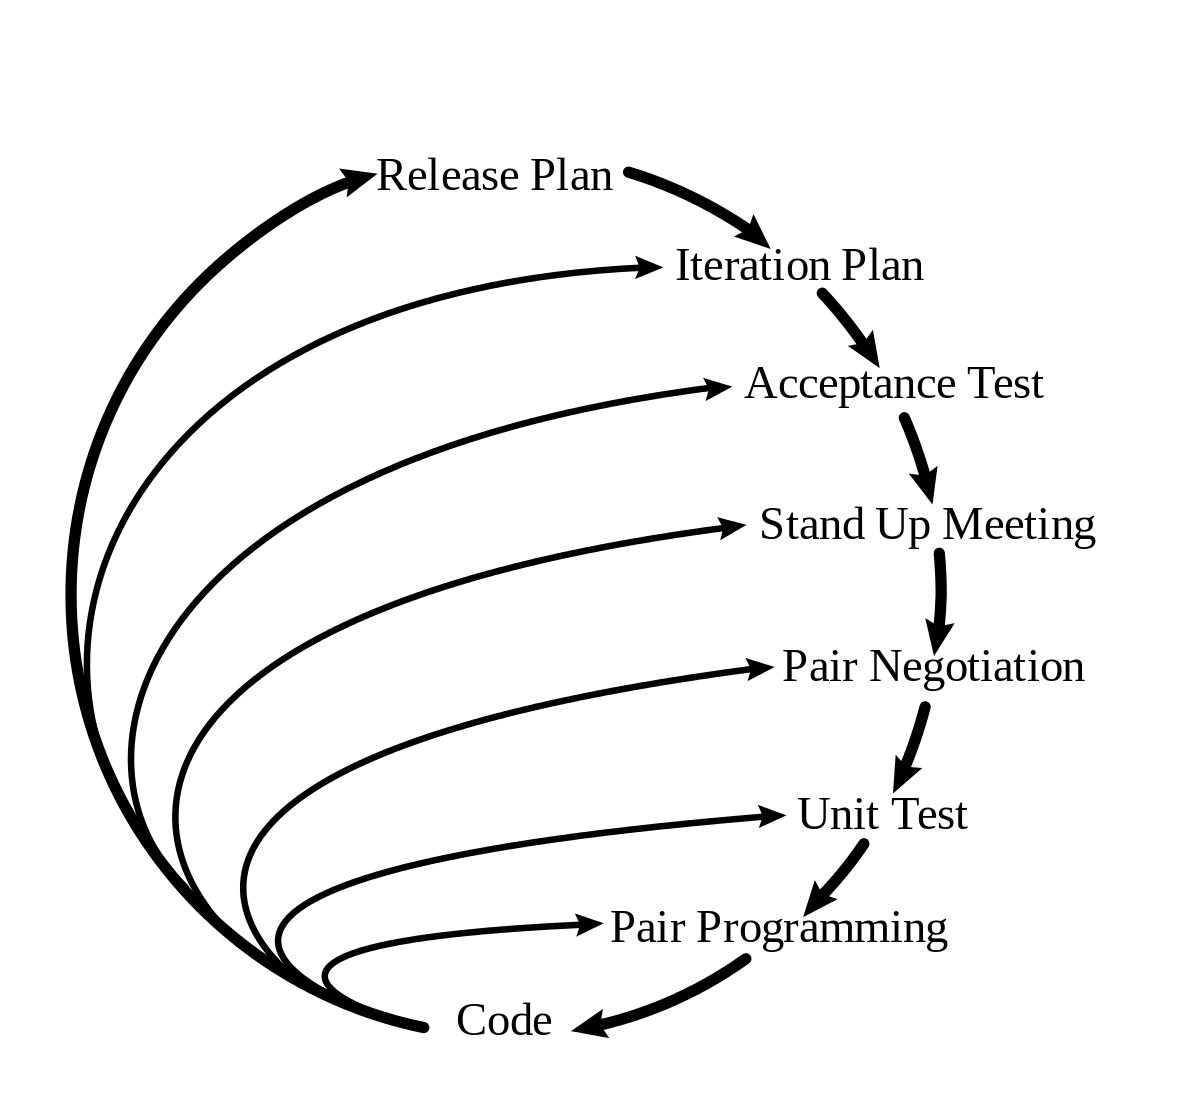 Release Plan
Iteration Plan
Acceptance Test
Stand Up Meeting
Pair Negotiation
Unit Test
Pair Programming
Code